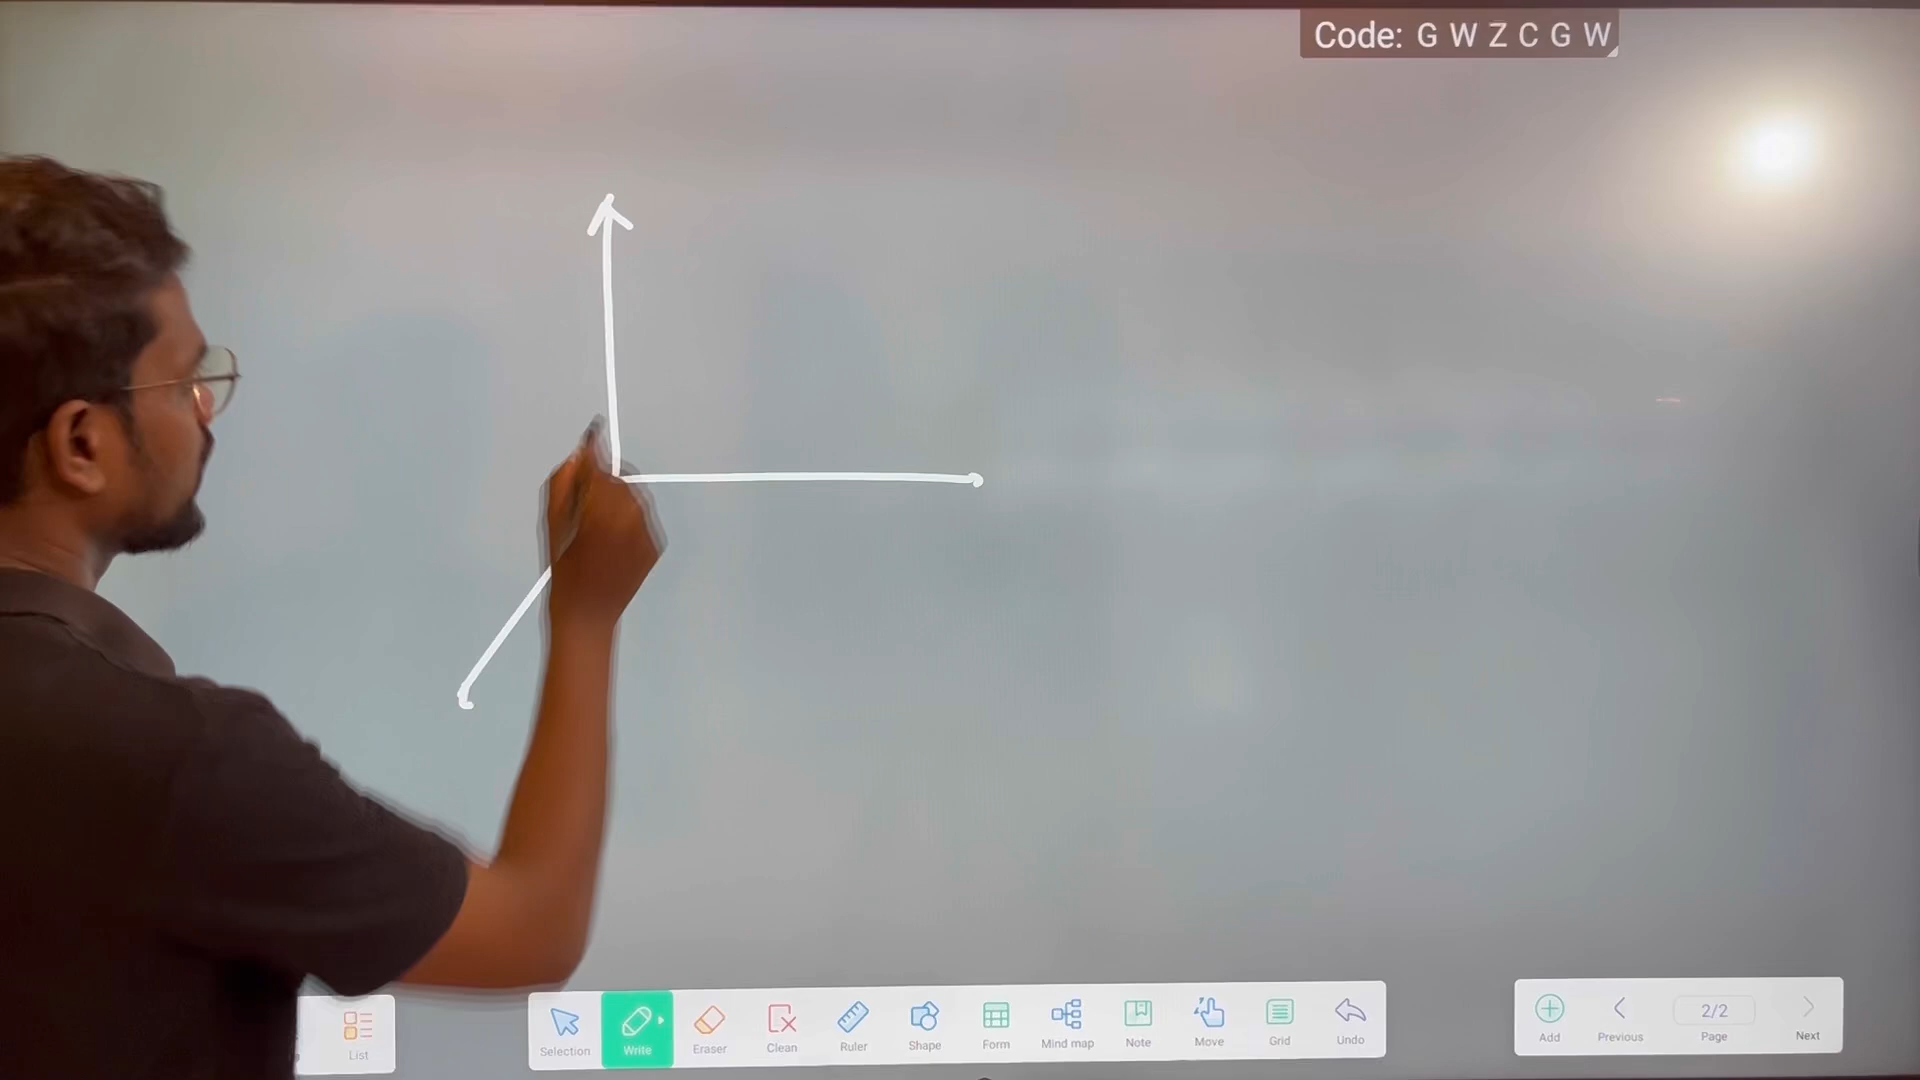 Code: G W Z C G W
List
Selection
Write
Eraser
Clean
Ruler
Shape
Form
Mind map
Note
Move
Grid
Undo
Add
Previous
2/2
Page
Next